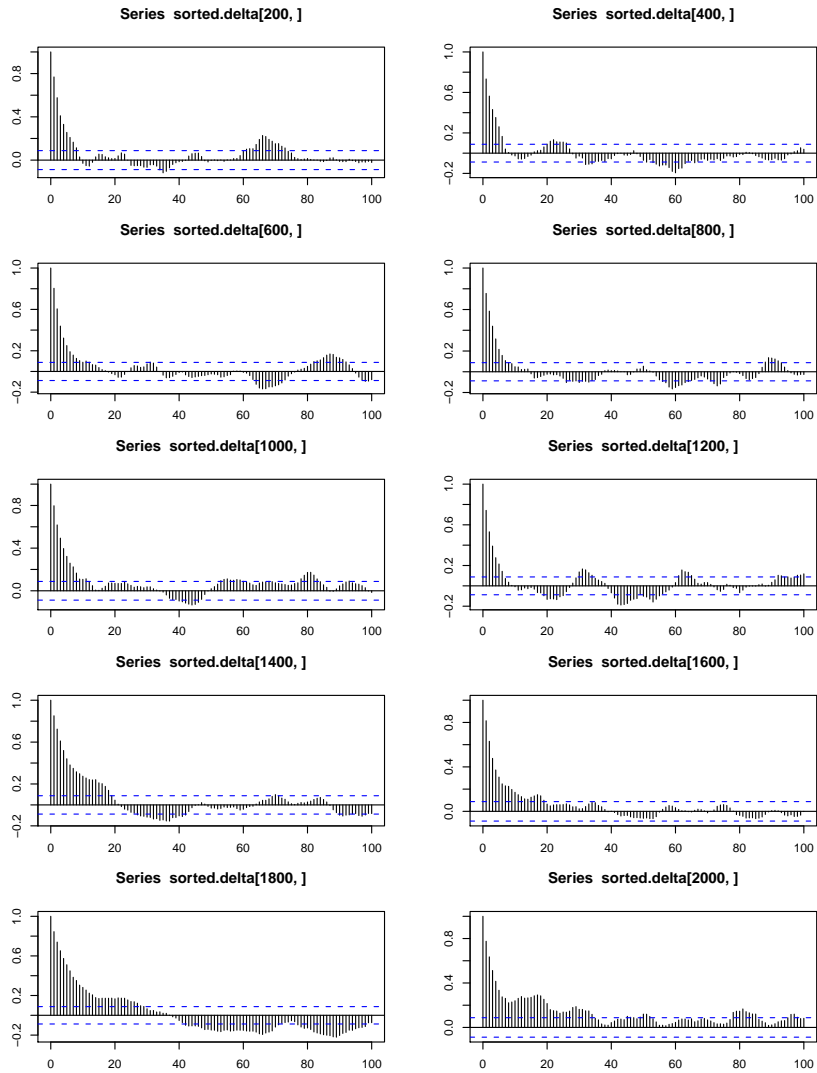 Series sorted.delta[200, ]
0.0 0.4 0.8
0 20 40 60 80 100
Series sorted.delta[400, ]
−0.2 0.2 0.6 1.0
0 20 40 60 80 100
Series sorted.delta[600, ]
−0.2 0.2 0.6 1.0
0 20 40 60 80 100
Series sorted.delta[800, ]
−0.2 0.2 0.6 1.0
0 20 40 60 80 100
Series sorted.delta[1000, ]
0.0 0.4 0.8
0 20 40 60 80 100
Series sorted.delta[1200, ]
−0.2 0.2 0.6 1.0
0 20 40 60 80 100
Series sorted.delta[1400, ]
−0.2 0.2 0.6 1.0
0 20 40 60 80 100
Series sorted.delta[1600, ]
0.0 0.4 0.8
0 20 40 60 80 100
Series sorted.delta[1800, ]
−0.2 0.2 0.6 1.0
0 20 40 60 80 100
Series sorted.delta[2000, ]
0.0 0.4 0.8
0 20 40 60 80 100